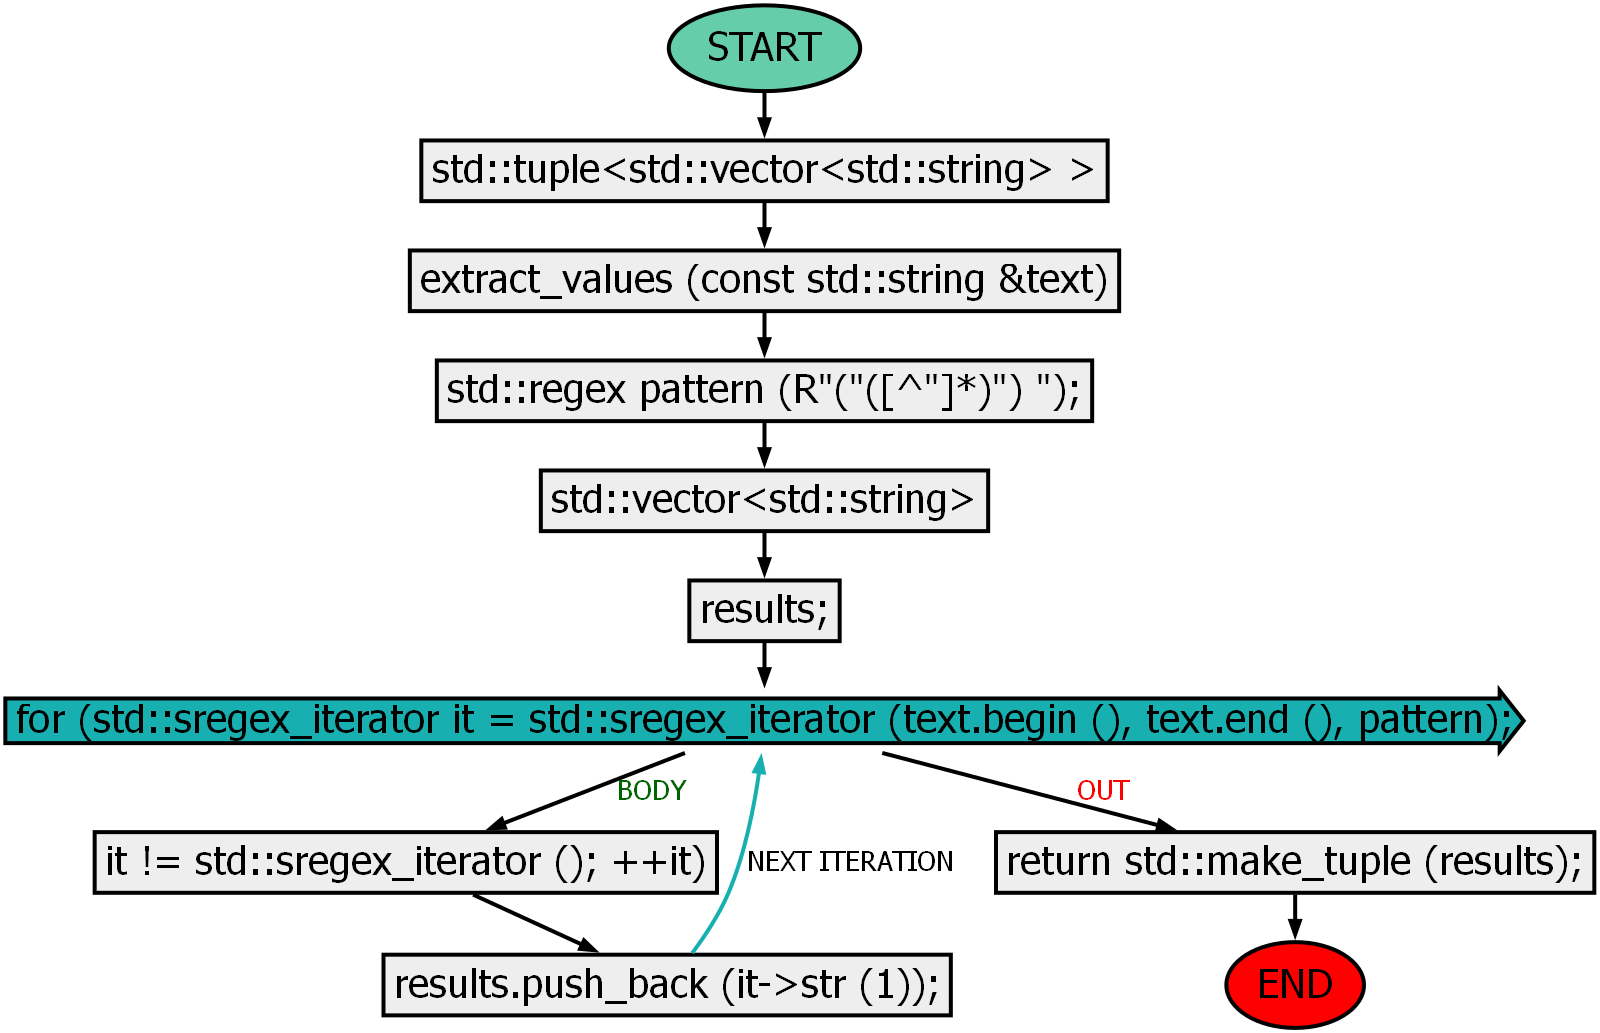 START
std::tuple<std::vector<std::string> >
extract_values (const std::string &text)
std::regex pattern (R"("([^"]*)") ");
std::vector<std::string>
results;
for (std::sregex_iterator it = std::sregex_iterator (text.begin (), text.end (), pattern);
BODY
OUT
it != std::sregex_iterator (); ++it)
NEXT ITERATION
return std::make_tuple (results);
results.push_back (it->str (1));
END